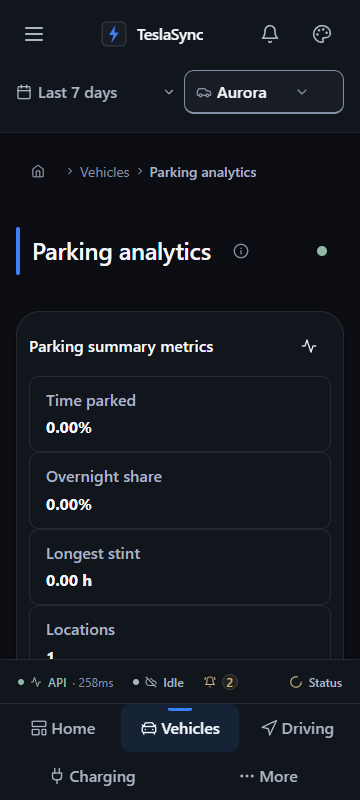 TeslaSync
Last 7 days
Aurora
Vehicles
Parking analytics
Parking analytics
Parking summary metrics
Time parked
0.00%
Overnight share
0.00%
Longest stint
0.00 h
Locations
1
API · 258ms
Idle
2
Status
Home
Vehicles
Driving
Charging
More